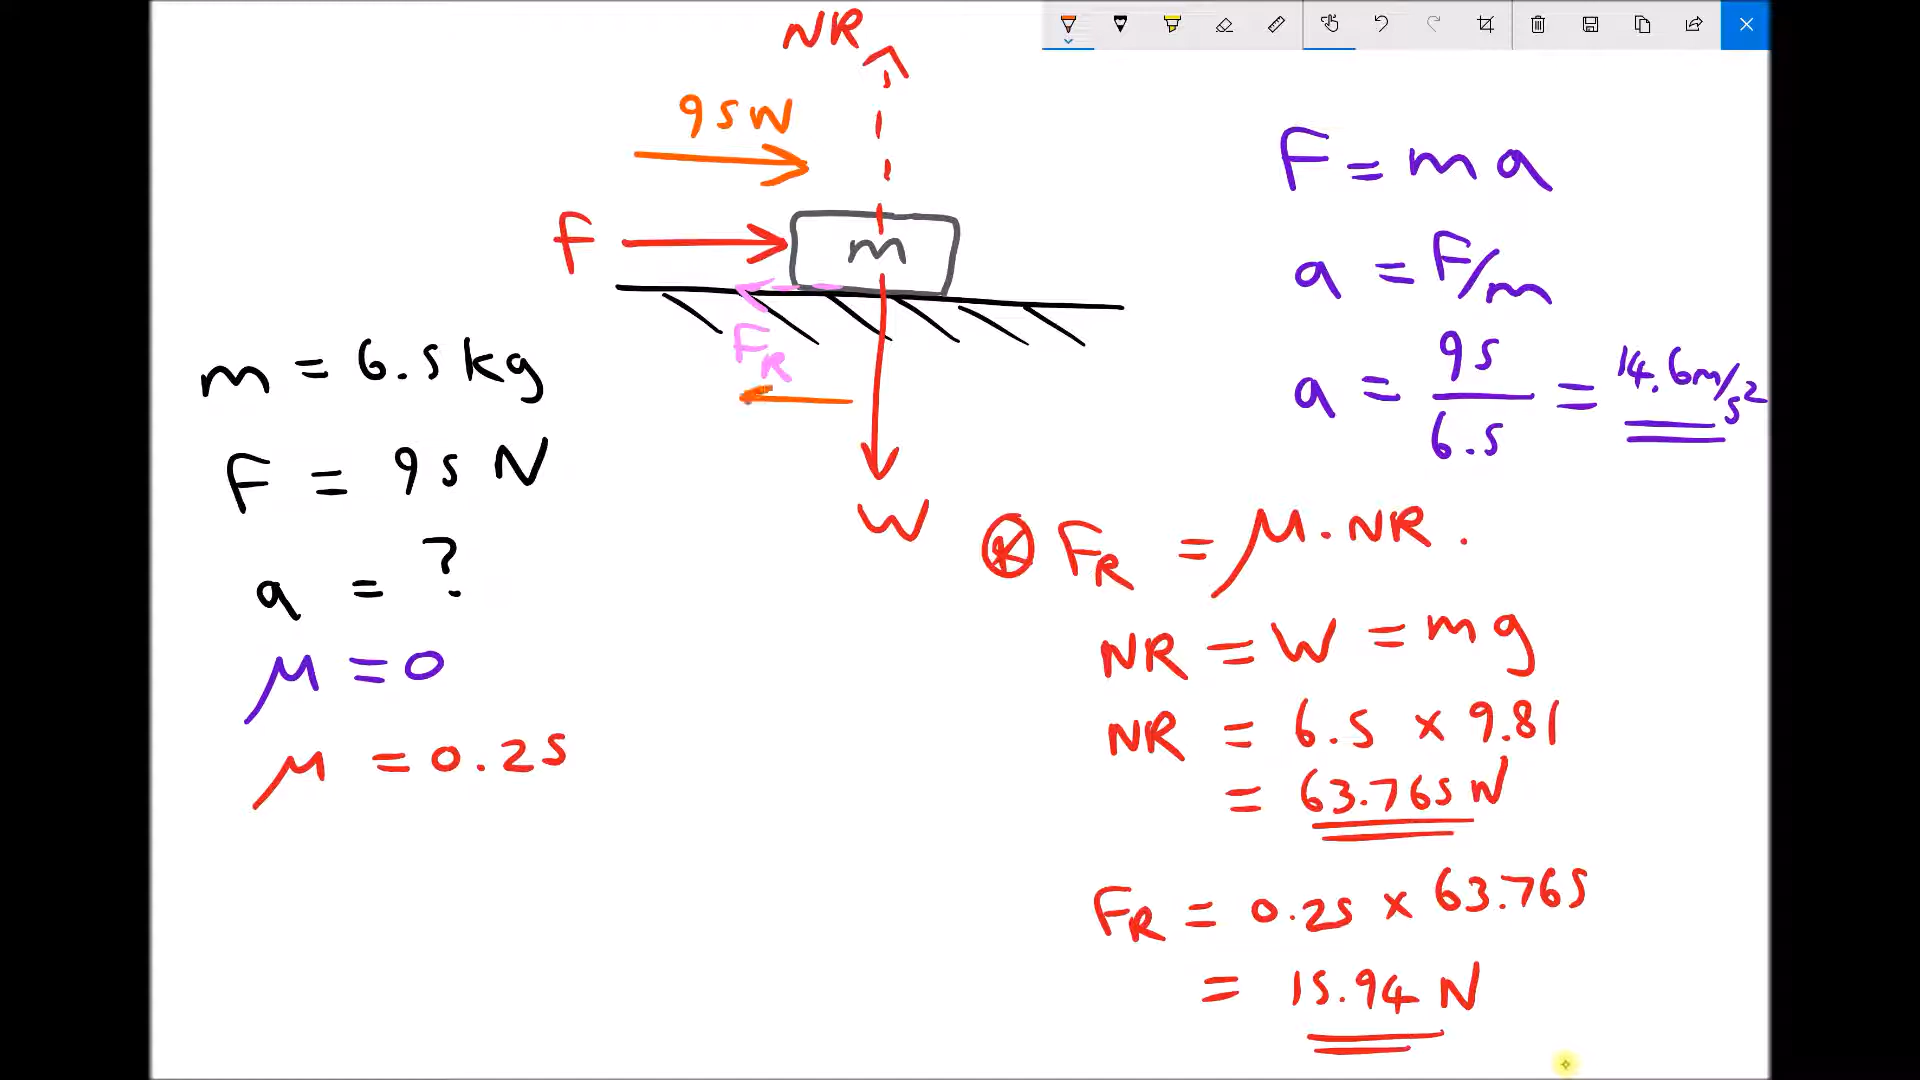 NR
95N
F
m
FR
W
m = 6.5 kg
F = 95 N
a = ?
μ = 0
μ = 0.25
F = ma
a = F/m
a = 95/6.5 = 14.6 m/s²
⊛ FR = μ.NR.
NR = W = mg
NR = 6.5 × 9.81
= 63.765 N
FR = 0.25 × 63.765
= 15.94 N